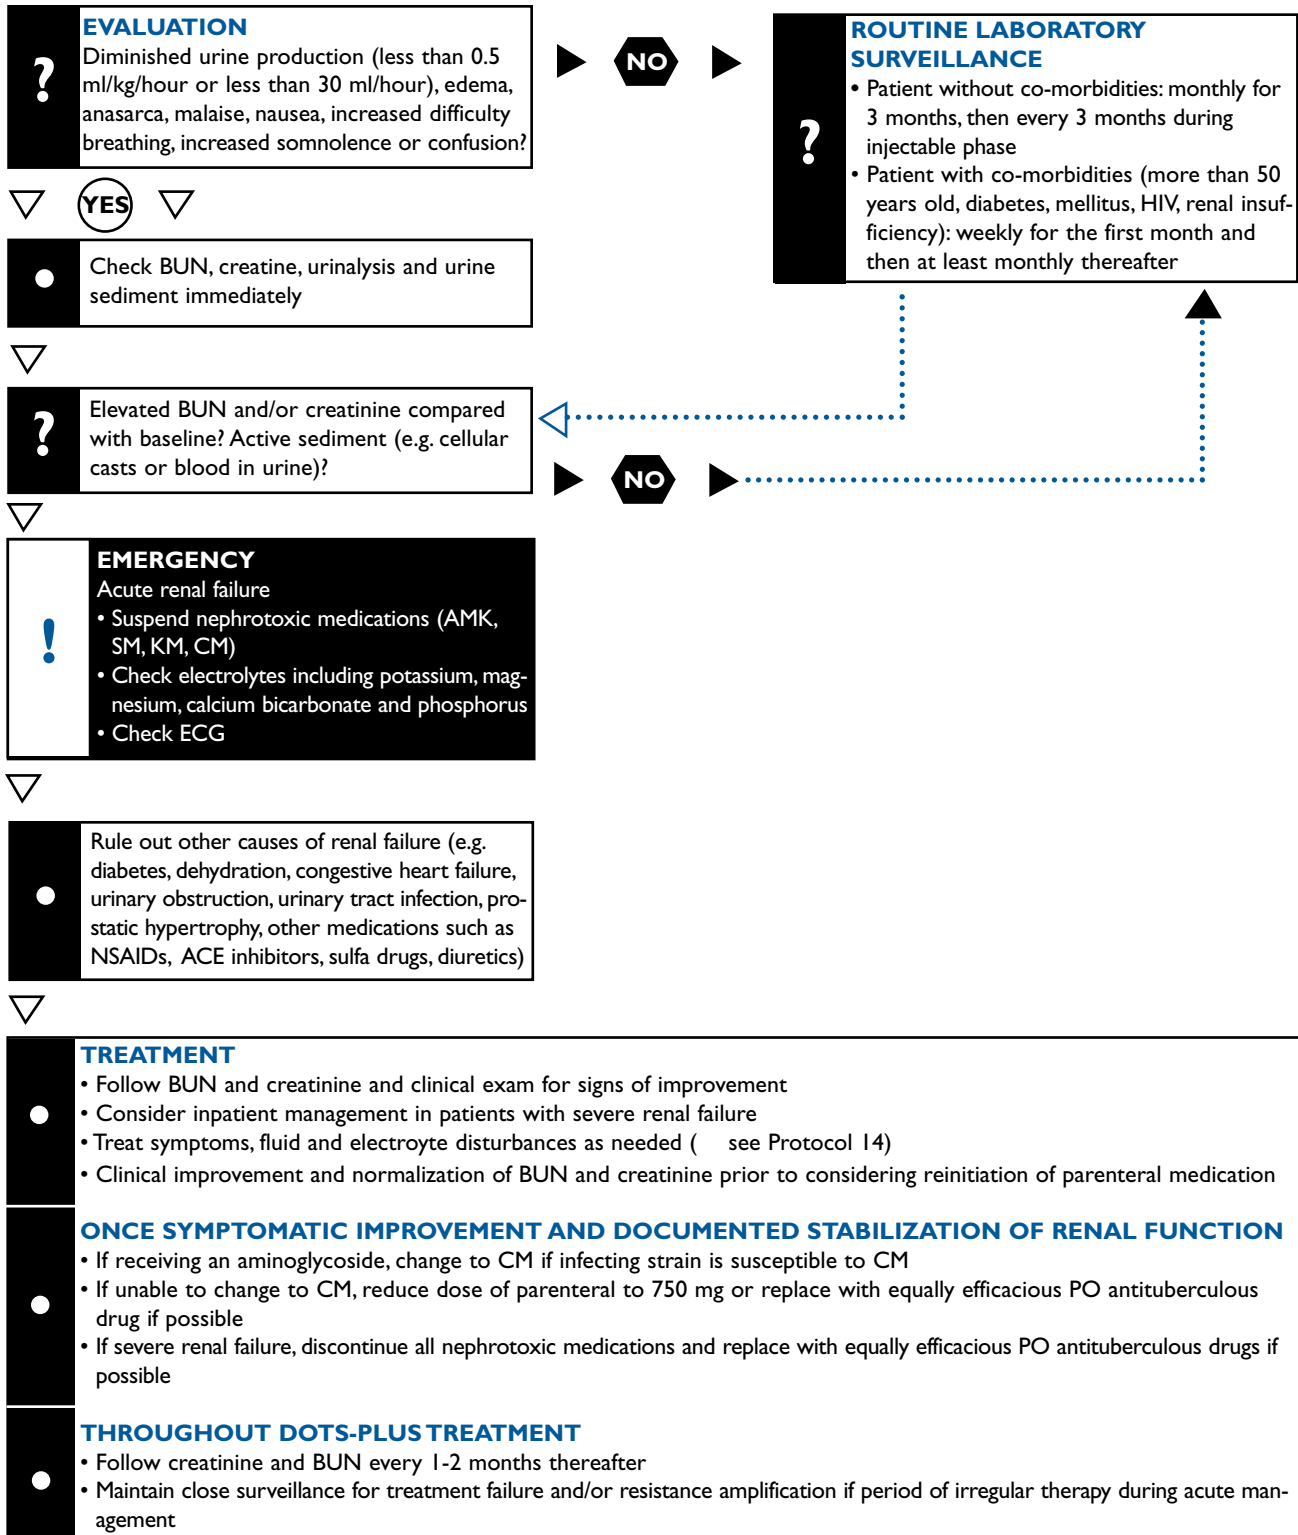 ?
EVALUATION
Diminished urine production (less than 0.5
ml/kg/hour or less than 30 ml/hour), edema,
anasarca, malaise, nausea, increased difficulty
breathing, increased somnolence or confusion?
NO
?
ROUTINE LABORATORY
SURVEILLANCE
• Patient without co-morbidities: monthly for
3 months, then every 3 months during
injectable phase
• Patient with co-morbidities (more than 50
years old, diabetes, mellitus, HIV, renal insuf-
ficiency): weekly for the first month and
then at least monthly thereafter
YES
Check BUN, creatine, urinalysis and urine
sediment immediately
?
Elevated BUN and/or creatinine compared
with baseline? Active sediment (e.g. cellular
casts or blood in urine)?
NO
!
EMERGENCY
Acute renal failure
• Suspend nephrotoxic medications (AMK,
SM, KM, CM)
• Check electrolytes including potassium, mag-
nesium, calcium bicarbonate and phosphorus
• Check ECG
Rule out other causes of renal failure (e.g.
diabetes, dehydration, congestive heart failure,
urinary obstruction, urinary tract infection, pro-
static hypertrophy, other medications such as
NSAIDs, ACE inhibitors, sulfa drugs, diuretics)
TREATMENT
• Follow BUN and creatinine and clinical exam for signs of improvement
• Consider inpatient management in patients with severe renal failure
• Treat symptoms, fluid and electroyte disturbances as needed ( see Protocol 14)
• Clinical improvement and normalization of BUN and creatinine prior to considering reinitiation of parenteral medication
ONCE SYMPTOMATIC IMPROVEMENT AND DOCUMENTED STABILIZATION OF RENAL FUNCTION
• If receiving an aminoglycoside, change to CM if infecting strain is susceptible to CM
• If unable to change to CM, reduce dose of parenteral to 750 mg or replace with equally efficacious PO antituberculous
drug if possible
• If severe renal failure, discontinue all nephrotoxic medications and replace with equally efficacious PO antituberculous drugs if
possible
THROUGHOUT DOTS-PLUS TREATMENT
• Follow creatinine and BUN every 1-2 months thereafter
• Maintain close surveillance for treatment failure and/or resistance amplification if period of irregular therapy during acute man-
agement